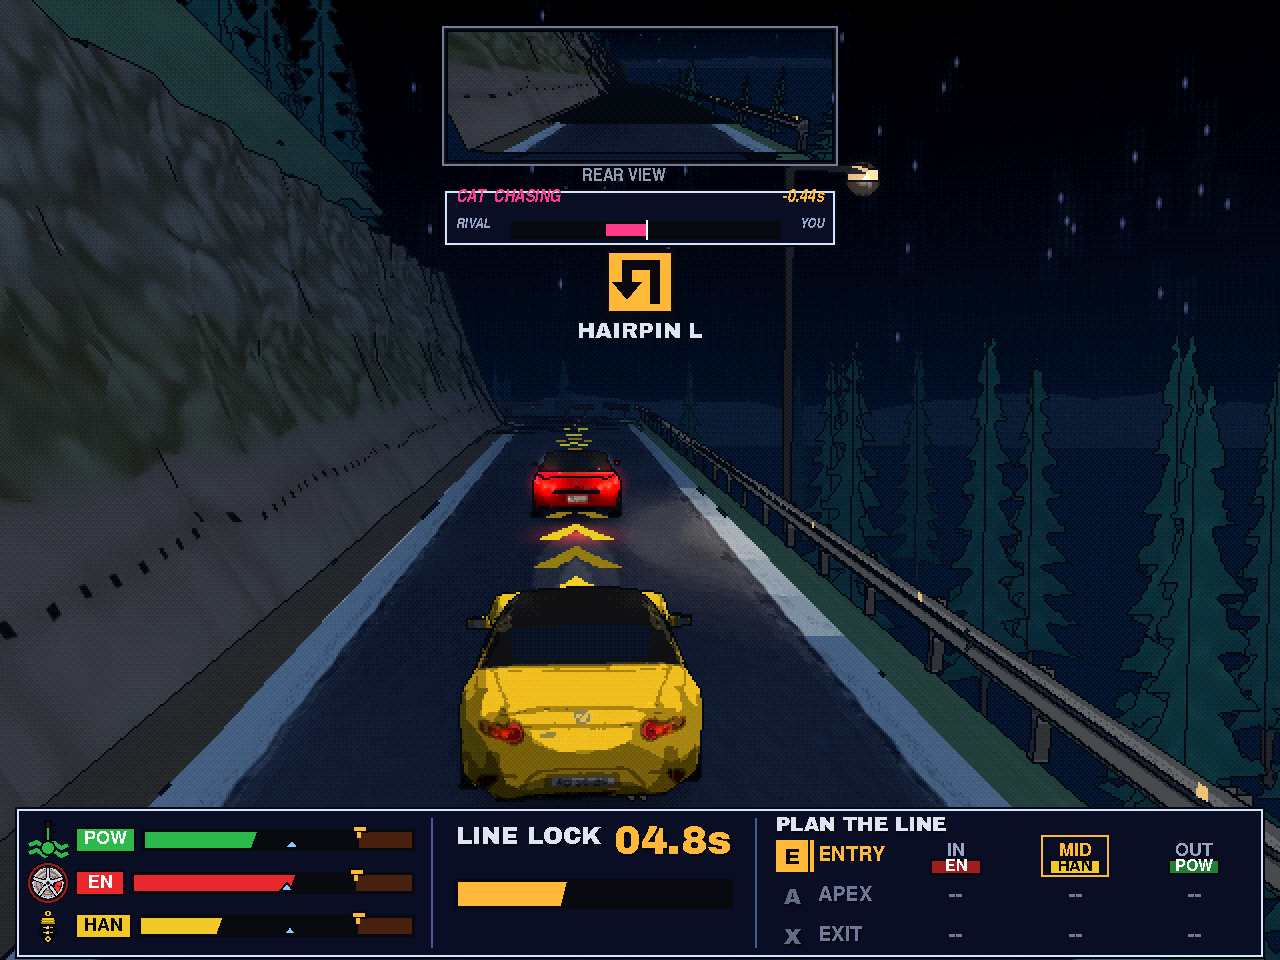 REAR VIEW
CAT CHASING -0.44s
RIVAL YOU
HAIRPIN L
POW
EN
HAN
LINE LOCK 04.8s
PLAN THE LINE
E ENTRY IN EN MID HAN OUT POW
A APEX -- -- --
X EXIT -- -- --